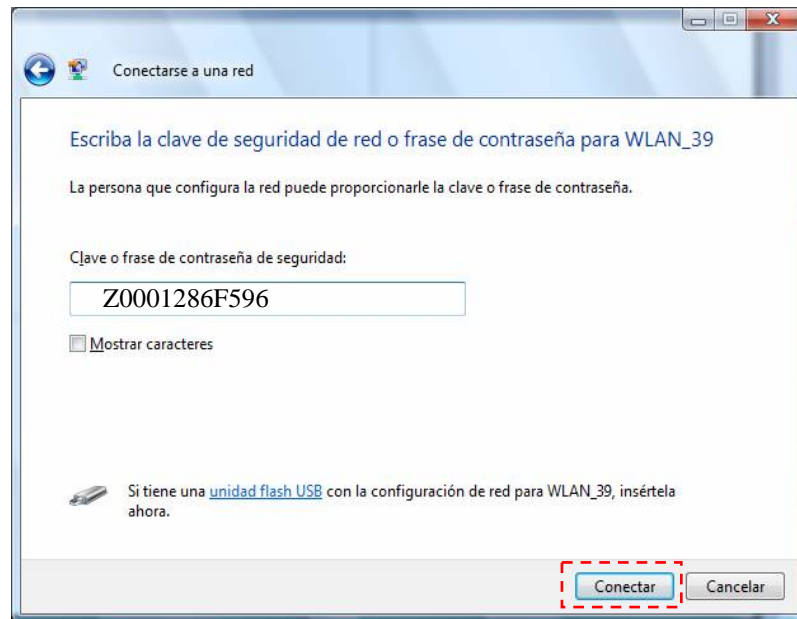 Conectarse a una red
Escriba la clave de seguridad de red o frase de contraseña para WLAN_39
La persona que configura la red puede proporcionarle la clave o frase de contraseña.
Clave o frase de contraseña de seguridad:
Z0001286F596
Mostrar caracteres
Si tiene una unidad flash USB con la configuración de red para WLAN_39, insértela
ahora.
Conectar
Cancelar